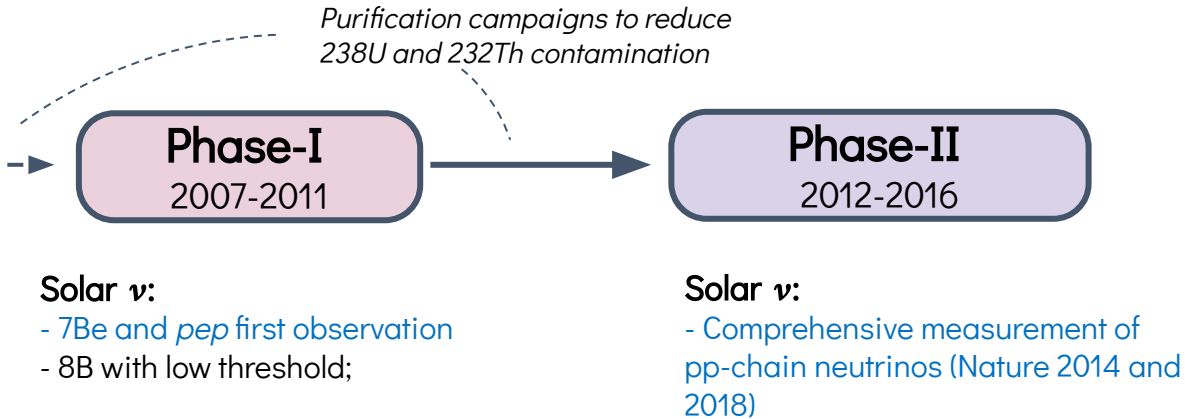 Purification campaigns to reduce
238U and 232Th contamination
Phase-I
2007-2011
Phase-II
2012-2016
Solar ν:
- 7Be and pep first observation
- 8B with low threshold;
Solar ν:
- Comprehensive measurement of
pp-chain neutrinos (Nature 2014 and
2018)